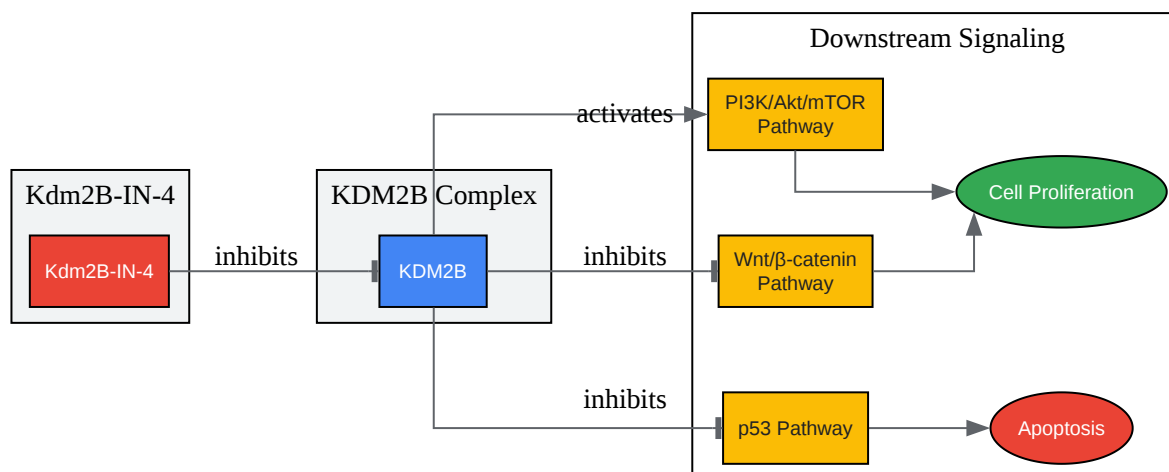 Downstream Signaling
activates
PI3K/Akt/mTOR
Pathway
Kdm2B-IN-4
KDM2B Complex
Cell Proliferation
Kdm2B-IN-4
inhibits
KDM2B
inhibits
Wnt/β-catenin
Pathway
inhibits
p53 Pathway
Apoptosis